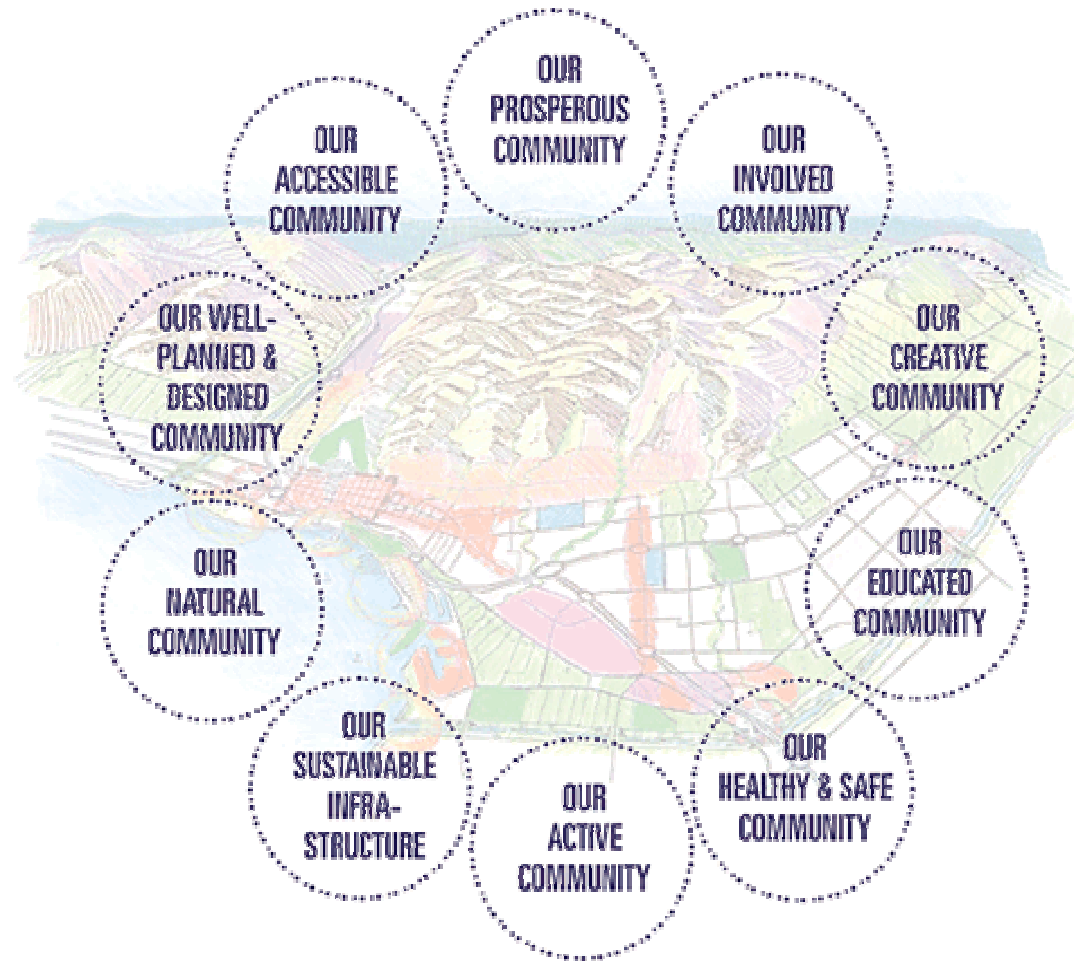 OUR
PROSPEROUS
COMMUNITY
OUR
INVOLVED
COMMUNITY
OUR
CREATIVE
COMMUNITY
OUR
EDUCATED
COMMUNITY
OUR
HEALTHY & SAFE
COMMUNITY
OUR
ACTIVE
COMMUNITY
OUR
SUSTAINABLE
INFRA-
STRUCTURE
OUR
NATURAL
COMMUNITY
OUR WELL-
PLANNED &
DESIGNED
COMMUNITY
OUR
ACCESSIBLE
COMMUNITY